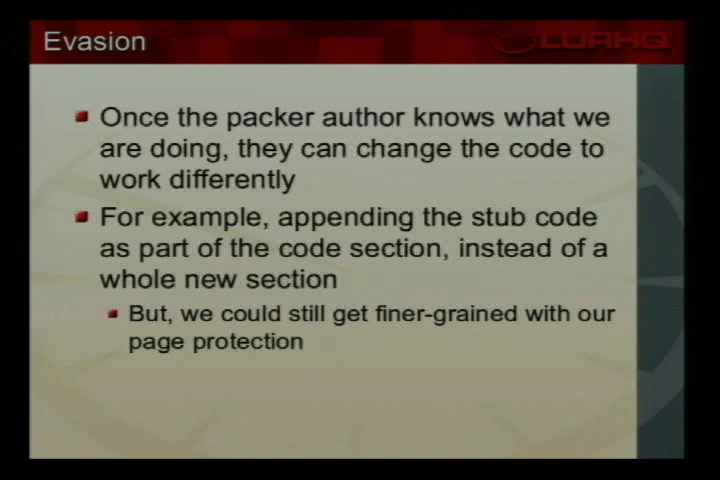 Evasion
LURHQ
Once the packer author knows what we
are doing, they can change the code to
work differently
For example, appending the stub code
as part of the code section, instead of a
whole new section
But, we could still get finer-grained with our
page protection